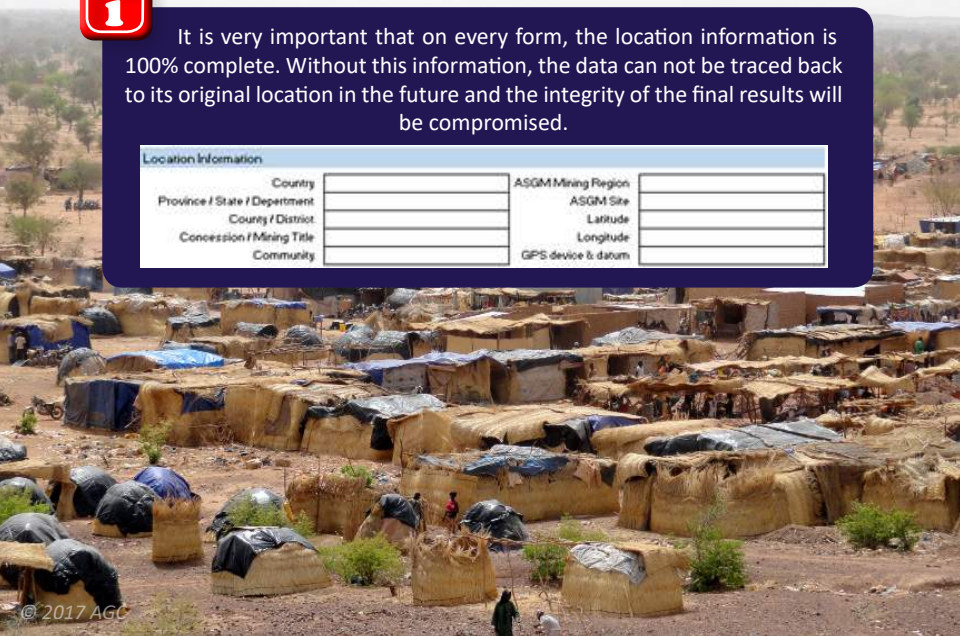 It is very important that on every form, the location information is
100% complete. Without this information, the data can not be traced back
to its original location in the future and the integrity of the final results will
be compromised.
Location Information
Country
Province / State / Department
County / District
Concession / Mining Title
Community
ASGM Mining Region
ASGM Site
Latitude
Longitude
GPS device & datum
© 2017 AGC